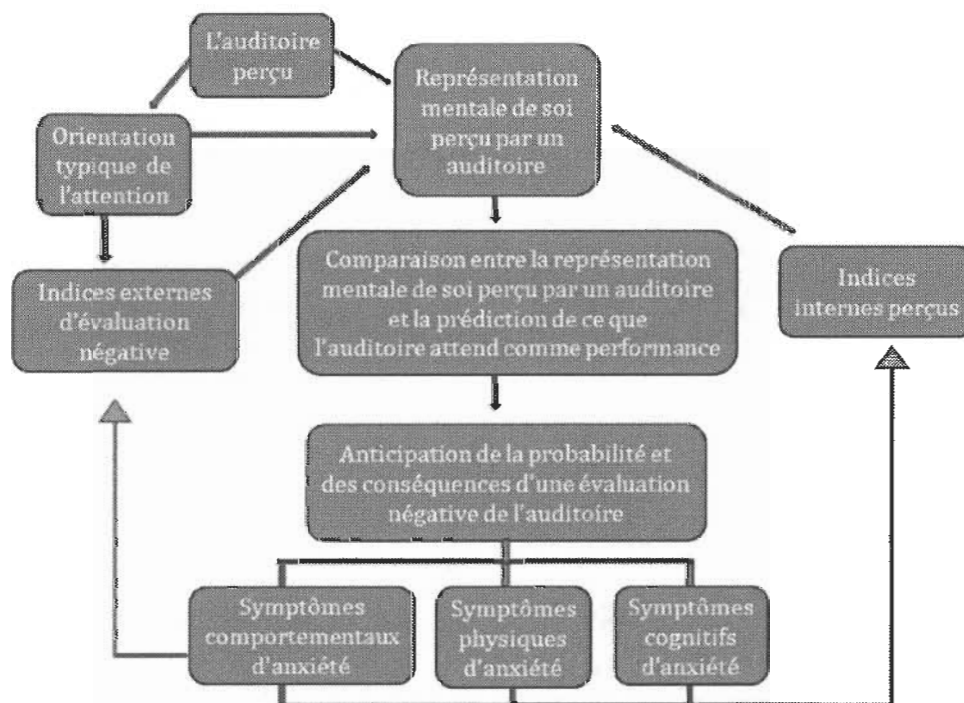 L'auditoire
perçu
Représentation
mentale de soi
perçu par un
auditoire
Orientation
typique de
l'attention
Indices externes
d'évaluation
négative
Comparaison entre la représentation
mentale de soi perçu par un auditoire
et la prédiction de ce que
l'auditoire attend comme performance
Indices
internes perçus
Anticipation de la probabilité et
des conséquences d'une évaluation
négative de l'auditoire
Symptômes
comportementaux
d'anxiété
Symptômes
physiques
d'anxiété
Symptômes
cognitifs
d'anxiété